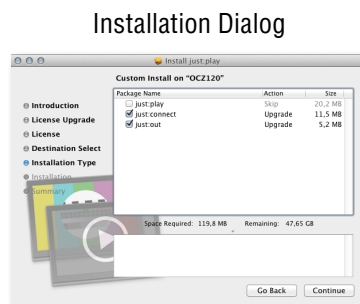 Installation Dialog
Install just:play
Custom Install on "OCZ120"
Introduction
License Upgrade
License
Destination Select
Installation Type
Installation
Summary
Package Name Action Size
just:play Skip 20,2 MB
just:connect Upgrade 11,5 MB
just:out Upgrade 5,2 MB
Space Required: 119,8 MB Remaining: 47,65 GB
Go Back Continue